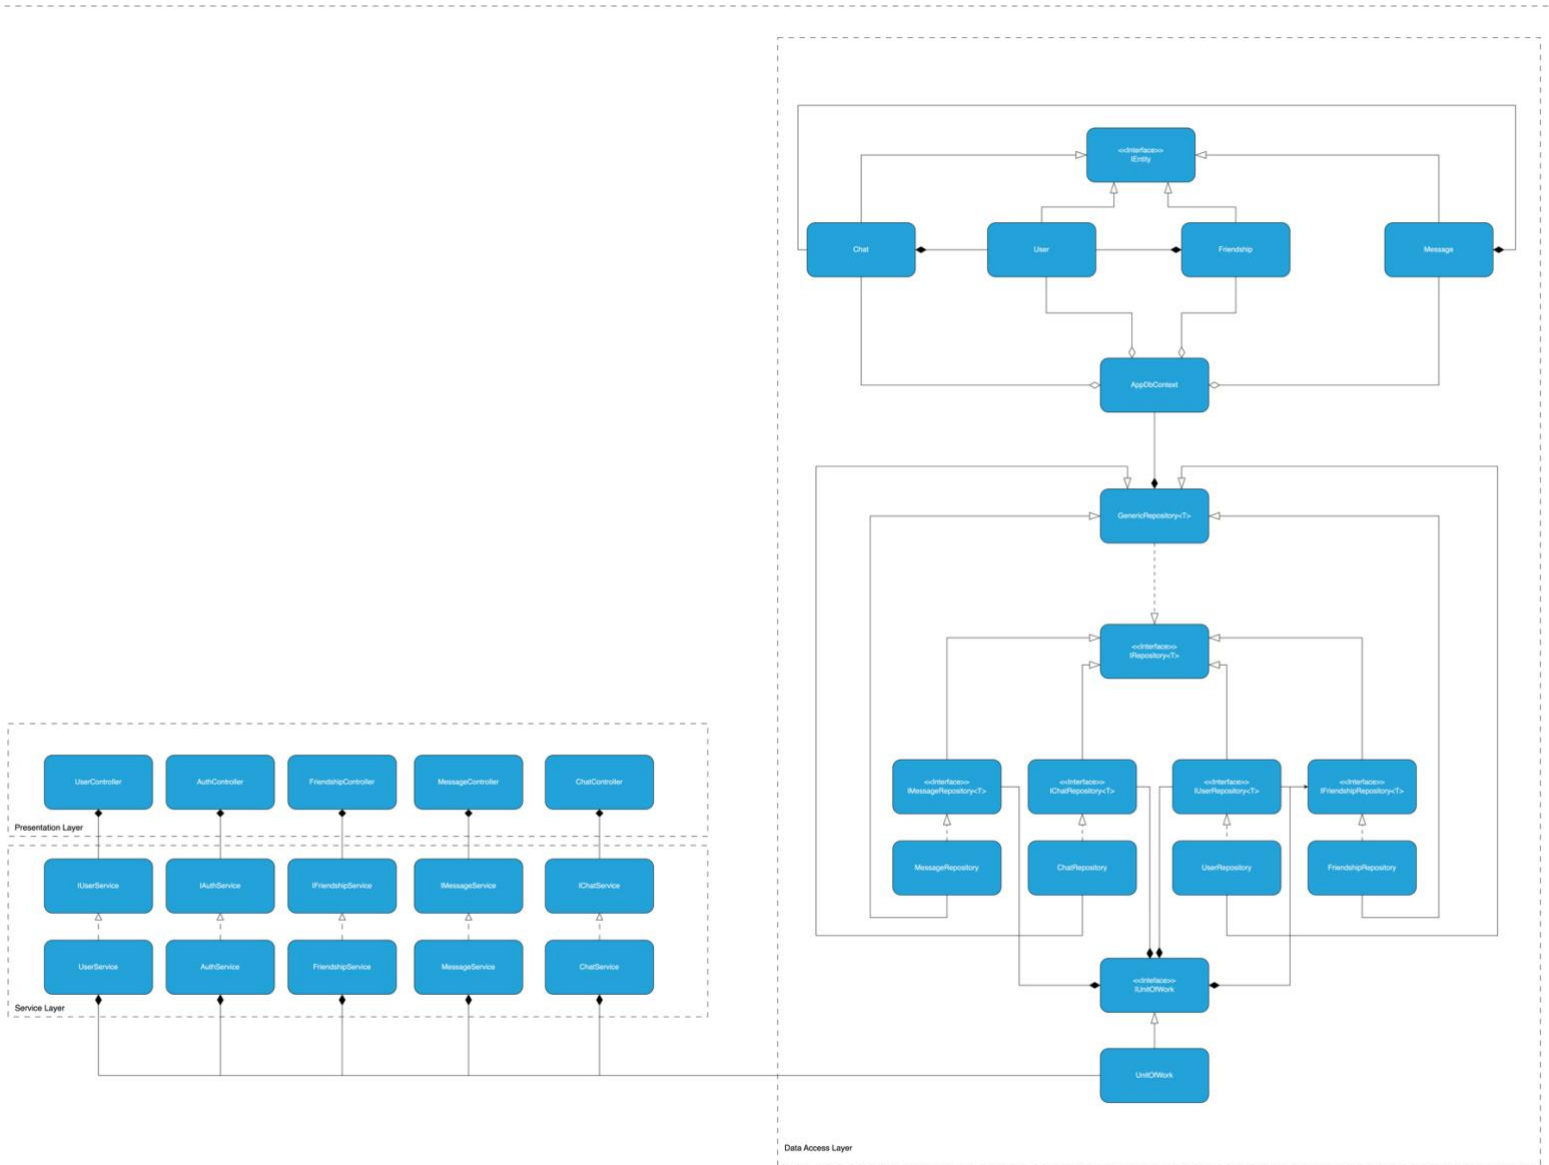 <<Interface>>
IEntity
Chat
User
Friendship
Message
AppDbContext
GenericRepository<T>
<<Interface>>
IRepository<T>
UserController
AuthController
FriendshipController
MessageController
ChatController
Presentation Layer
<<Interface>>
IMessageRepository<T>
<<Interface>>
IChatRepository<T>
<<Interface>>
IUserRepository<T>
<<Interface>>
IFriendshipRepository<T>
IUserService
IAuthService
IFriendshipService
IMessageService
IChatService
MessageRepository
ChatRepository
UserRepository
FriendshipRepository
UserService
AuthService
FriendshipService
MessageService
ChatService
Service Layer
<<Inteface>>
IUnitOfWork
UnitOfWork
Data Access Layer